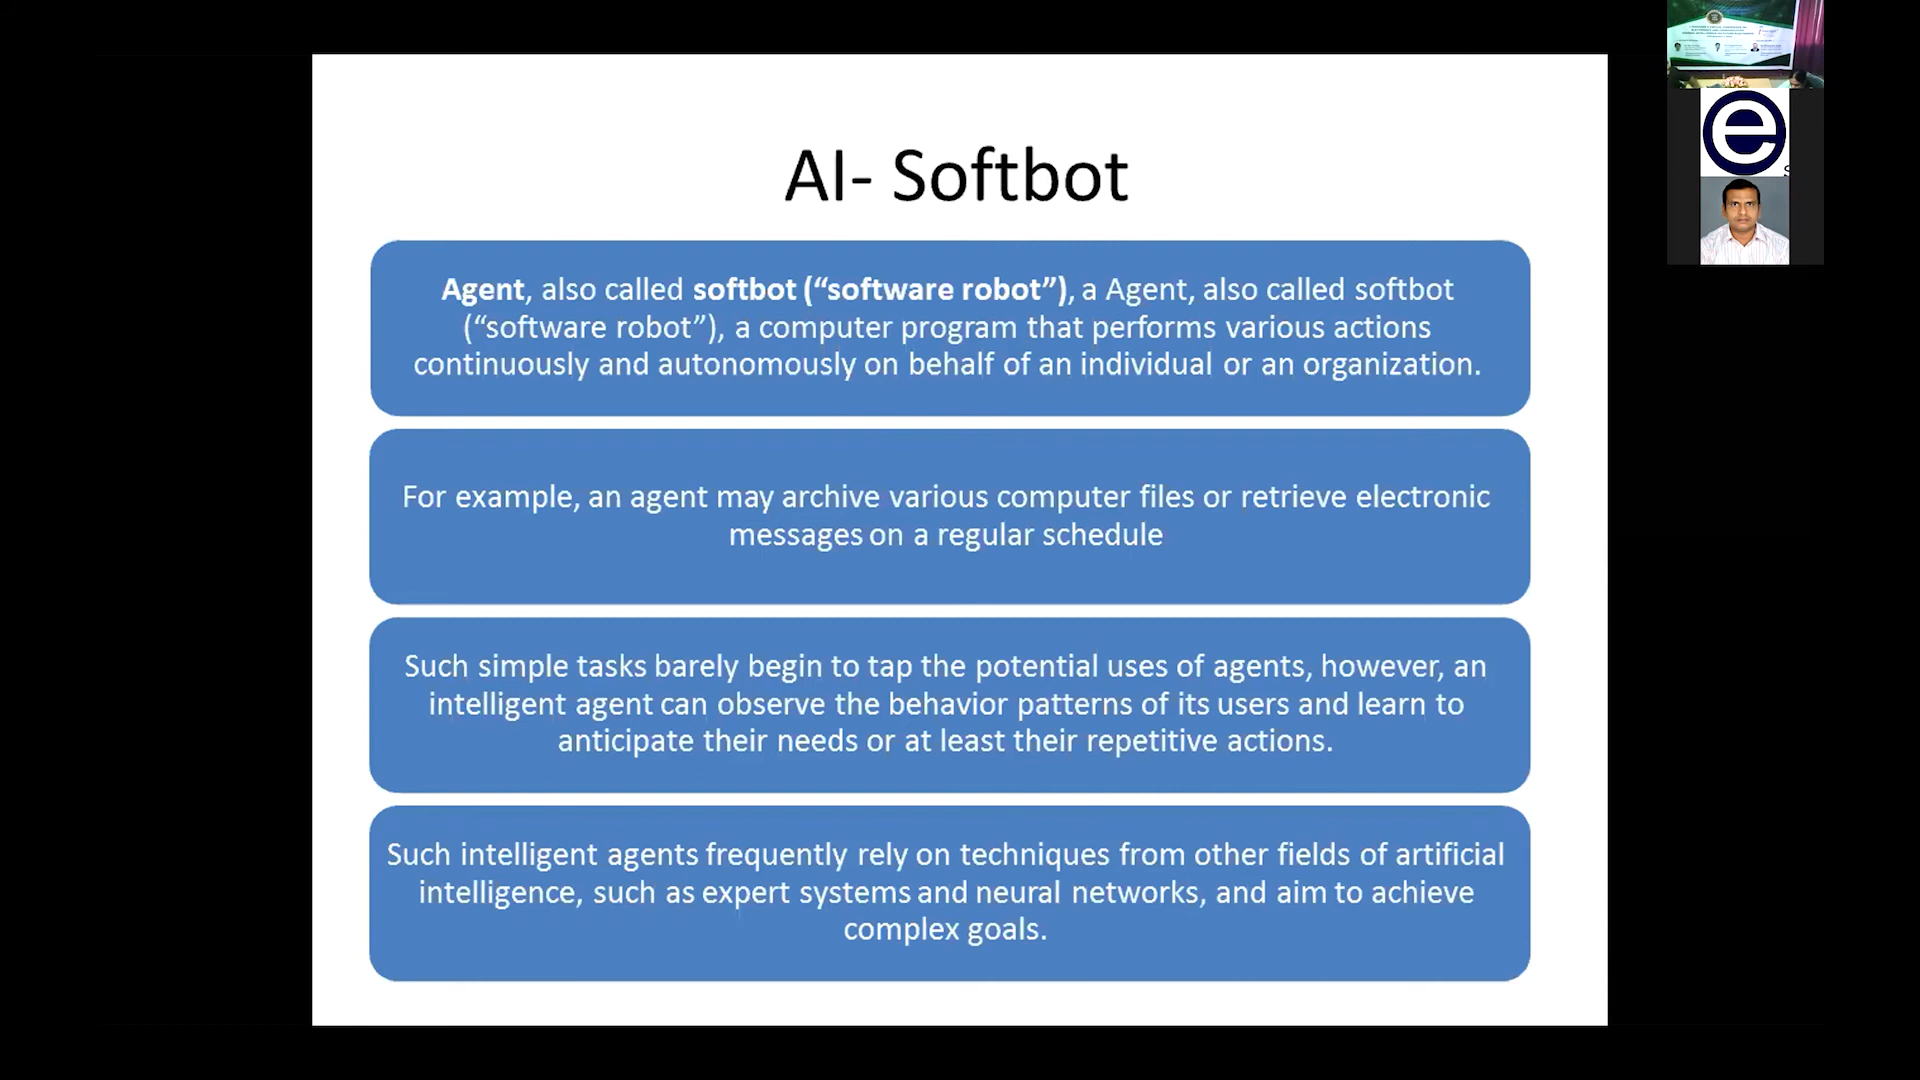 AI- Softbot
Agent, also called softbot (“software robot”), a Agent, also called softbot
(“software robot”), a computer program that performs various actions
continuously and autonomously on behalf of an individual or an organization.
For example, an agent may archive various computer files or retrieve electronic
messages on a regular schedule
Such simple tasks barely begin to tap the potential uses of agents, however, an
intelligent agent can observe the behavior patterns of its users and learn to
anticipate their needs or at least their repetitive actions.
Such intelligent agents frequently rely on techniques from other fields of artificial
intelligence, such as expert systems and neural networks, and aim to achieve
complex goals.
e